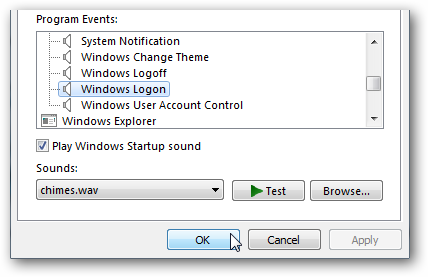 Program Events:
System Notification
Windows Change Theme
Windows Logoff
Windows Logon
Windows User Account Control
Windows Explorer
Play Windows Startup sound
Sounds:
chimes.wav
Test
Browse...
OK
Cancel
Apply